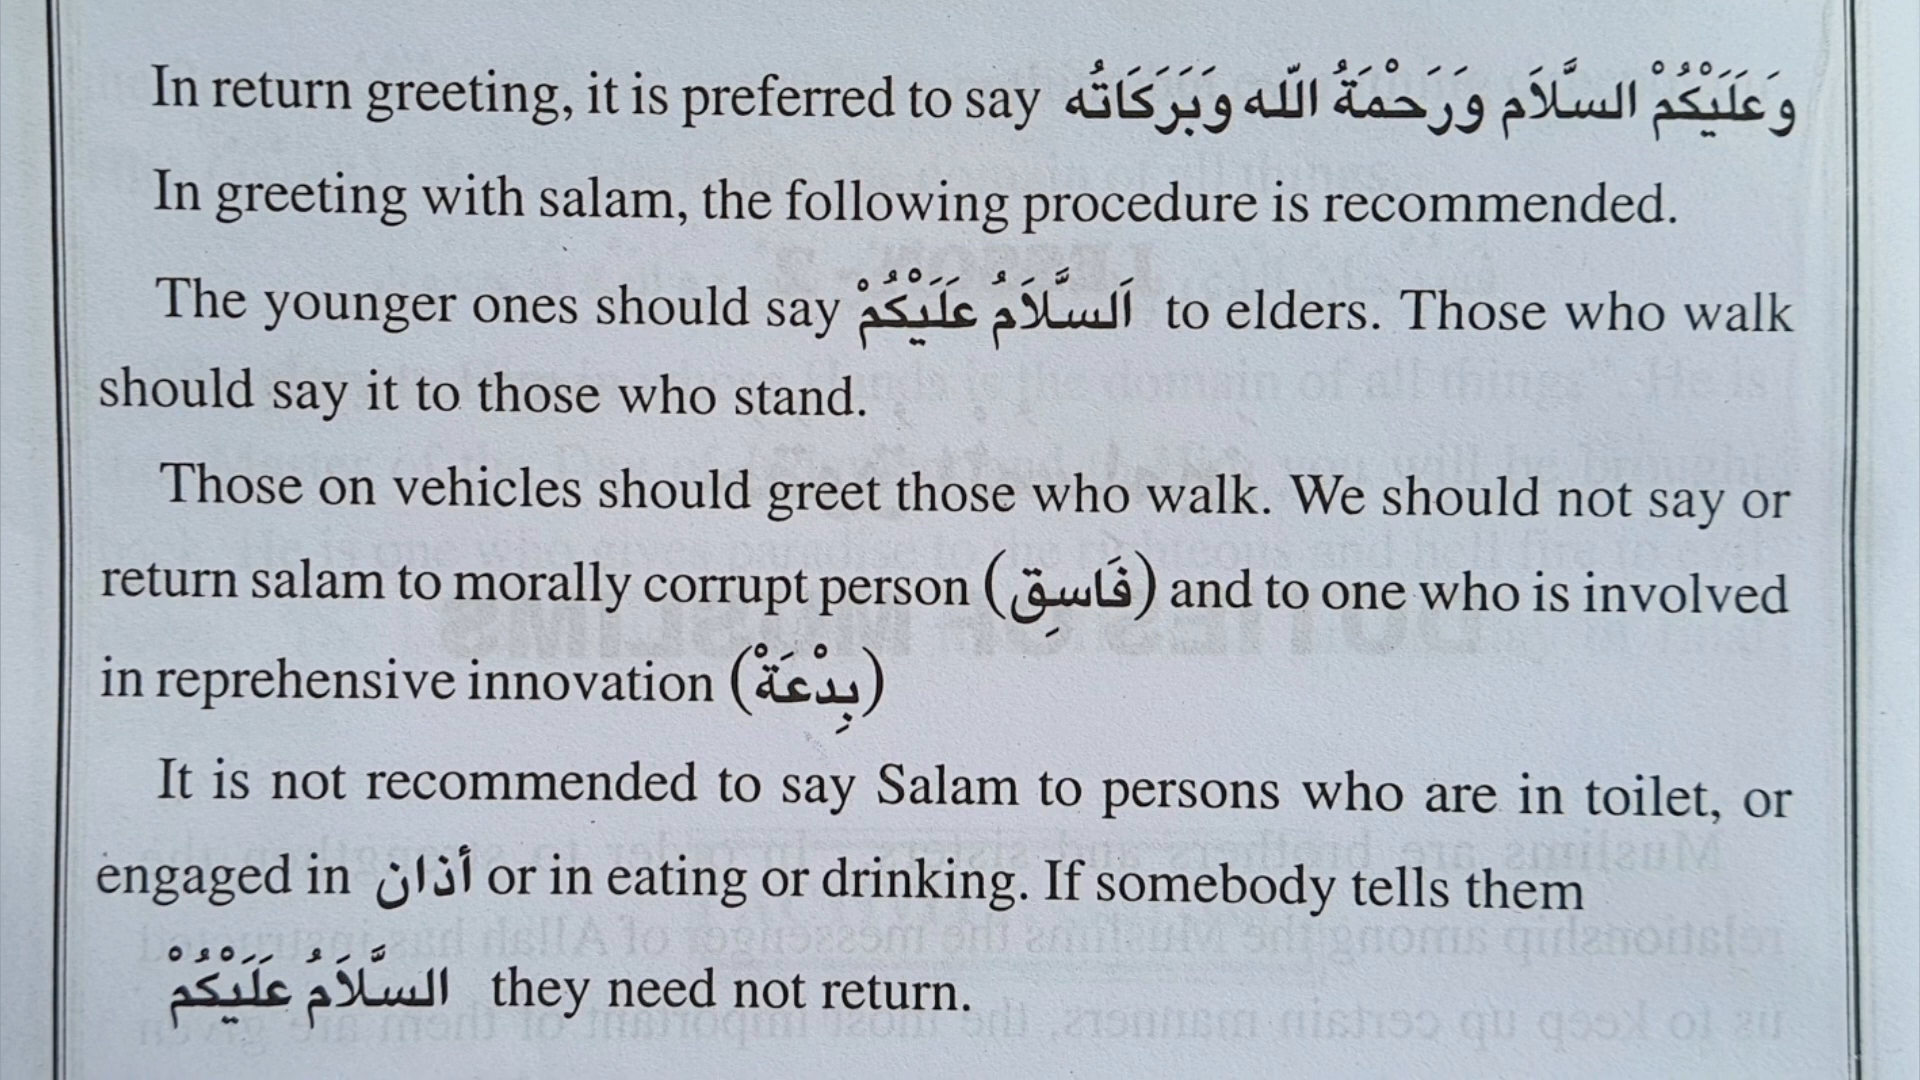 In return greeting, it is preferred to say وَعَلَيْكُمْ السَّلَام وَرَحْمَةُ اللّه وَبَرَكَاتُه
In greeting with salam, the following procedure is recommended.
The younger ones should say اَلسَّلَامُ عَلَيْكُمْ to elders. Those who walk
should say it to those who stand.
Those on vehicles should greet those who walk. We should not say or
return salam to morally corrupt person (فَاسِق) and to one who is involved
in reprehensive innovation (بِدْعَةْ)
It is not recommended to say Salam to persons who are in toilet, or
engaged in أذان or in eating or drinking. If somebody tells them
السَّلَامُ عَلَيْكُمْ they need not return.